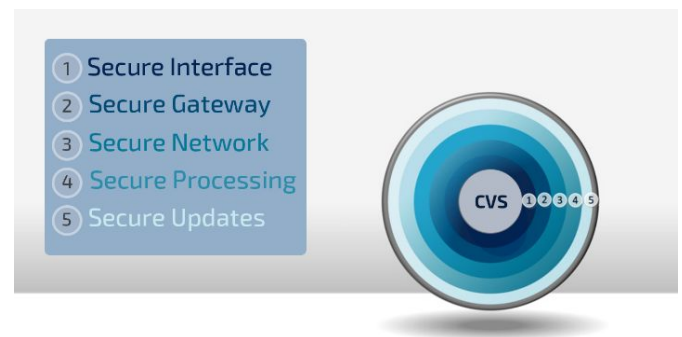 1 Secure Interface
2 Secure Gateway
3 Secure Network
4 Secure Processing
5 Secure Updates
CVS 1 2 3 4 5